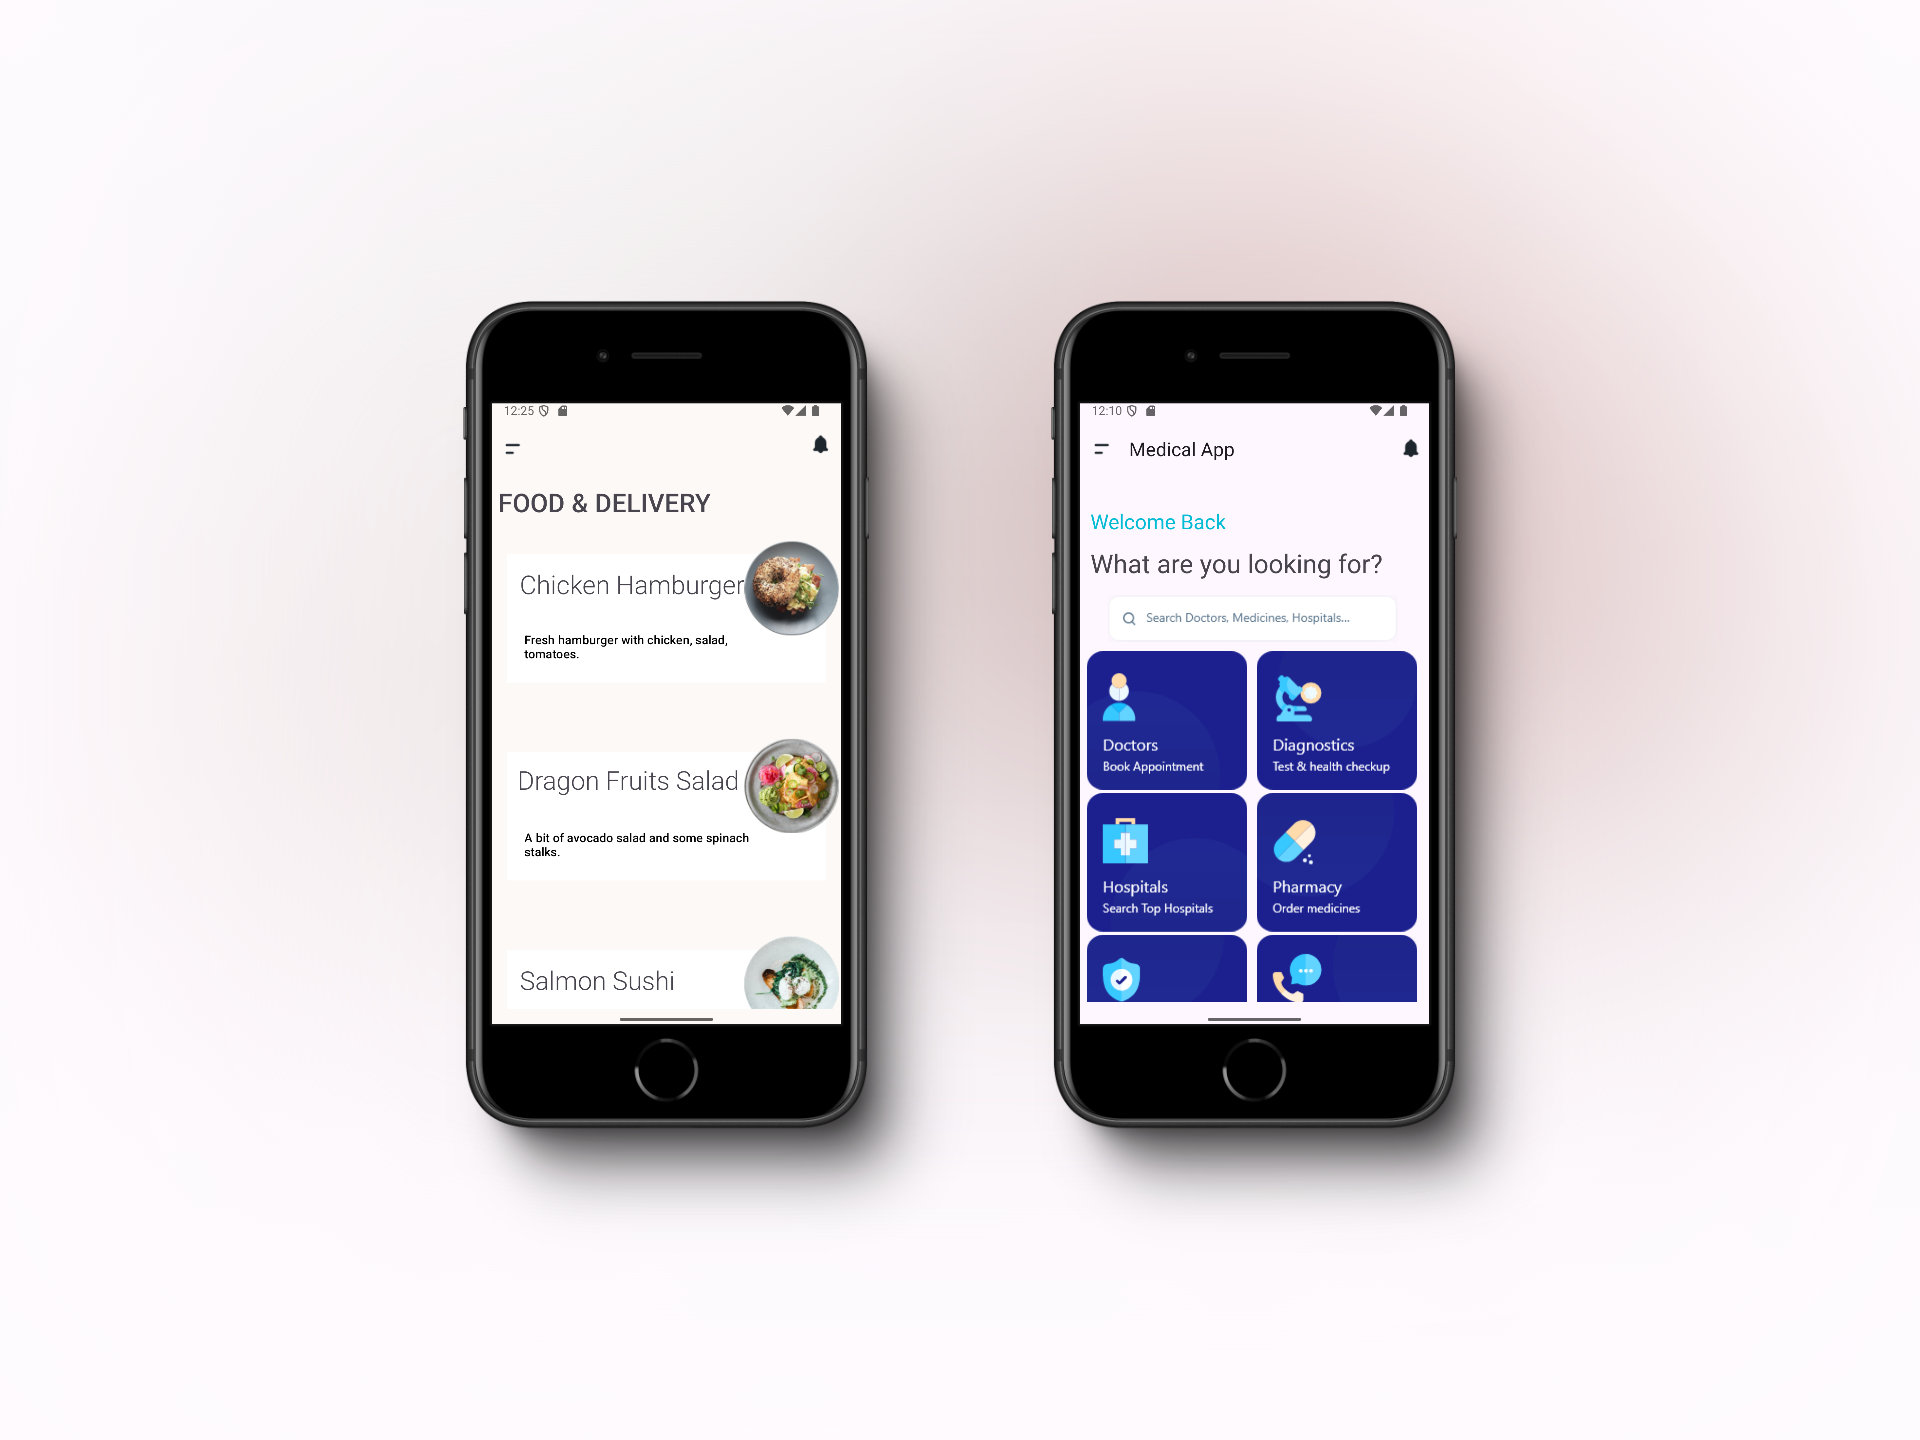 12:25
FOOD & DELIVERY
Chicken Hamburger
Fresh hamburger with chicken, salad,
tomatoes.
Dragon Fruits Salad
A bit of avocado salad and some spinach
stalks.
Salmon Sushi
12:10
Medical App
Welcome Back
What are you looking for?
Search Doctors, Medicines, Hospitals...
Doctors
Book Appointment
Diagnostics
Test & health checkup
Hospitals
Search Top Hospitals
Pharmacy
Order medicines